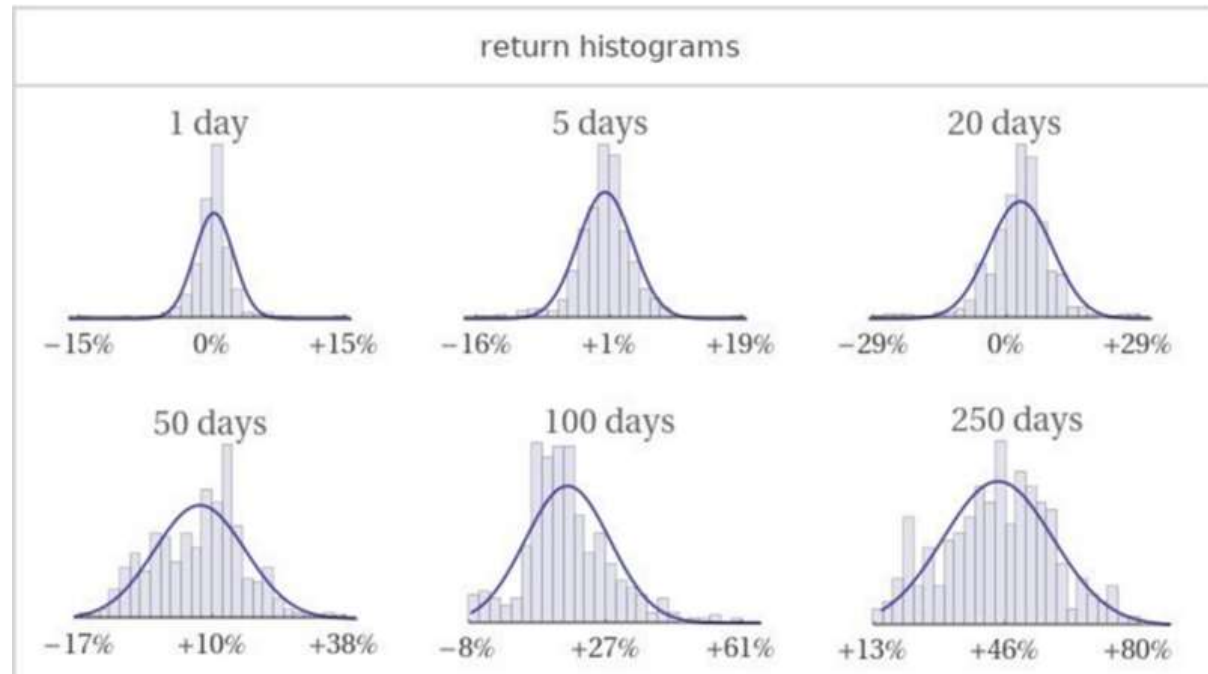 return histograms
1 day
5 days
20 days
−15% 0% +15%
−16% +1% +19%
−29% 0% +29%
50 days
100 days
250 days
−17% +10% +38%
−8% +27% +61%
+13% +46% +80%